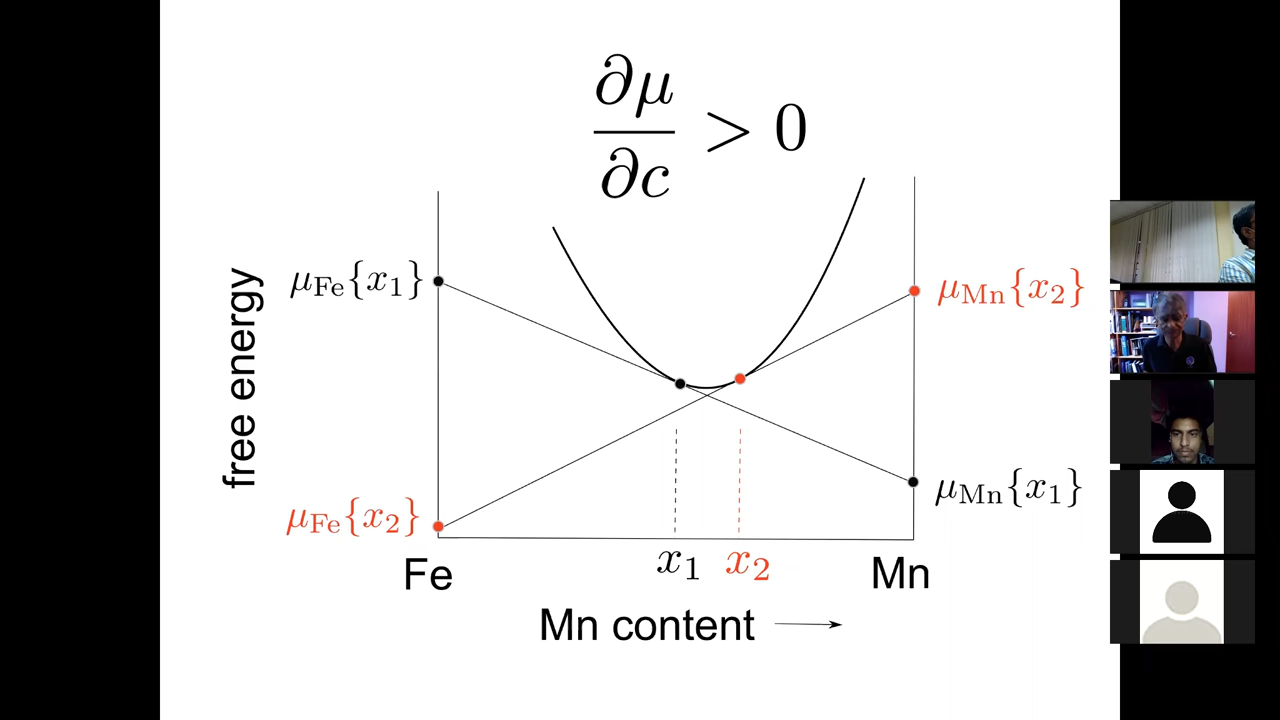 ∂μ/∂c > 0
μFe{x1}
μMn{x2}
free energy
μMn{x1}
μFe{x2}
x1 x2
Fe Mn
Mn content